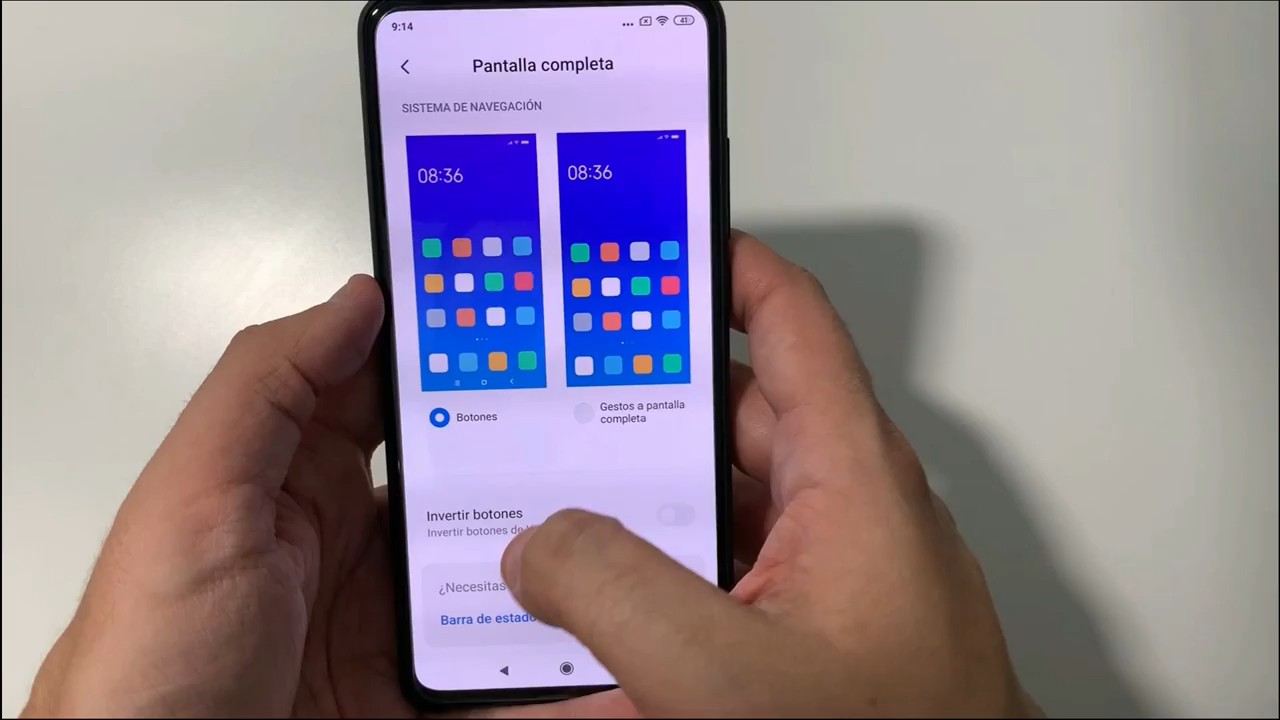 9:14
41
Pantalla completa
SISTEMA DE NAVEGACIÓN
08:36
08:36
Botones
Gestos a pantalla
completa
Invertir botones
Invertir botones de
¿Necesitas
Barra de estado